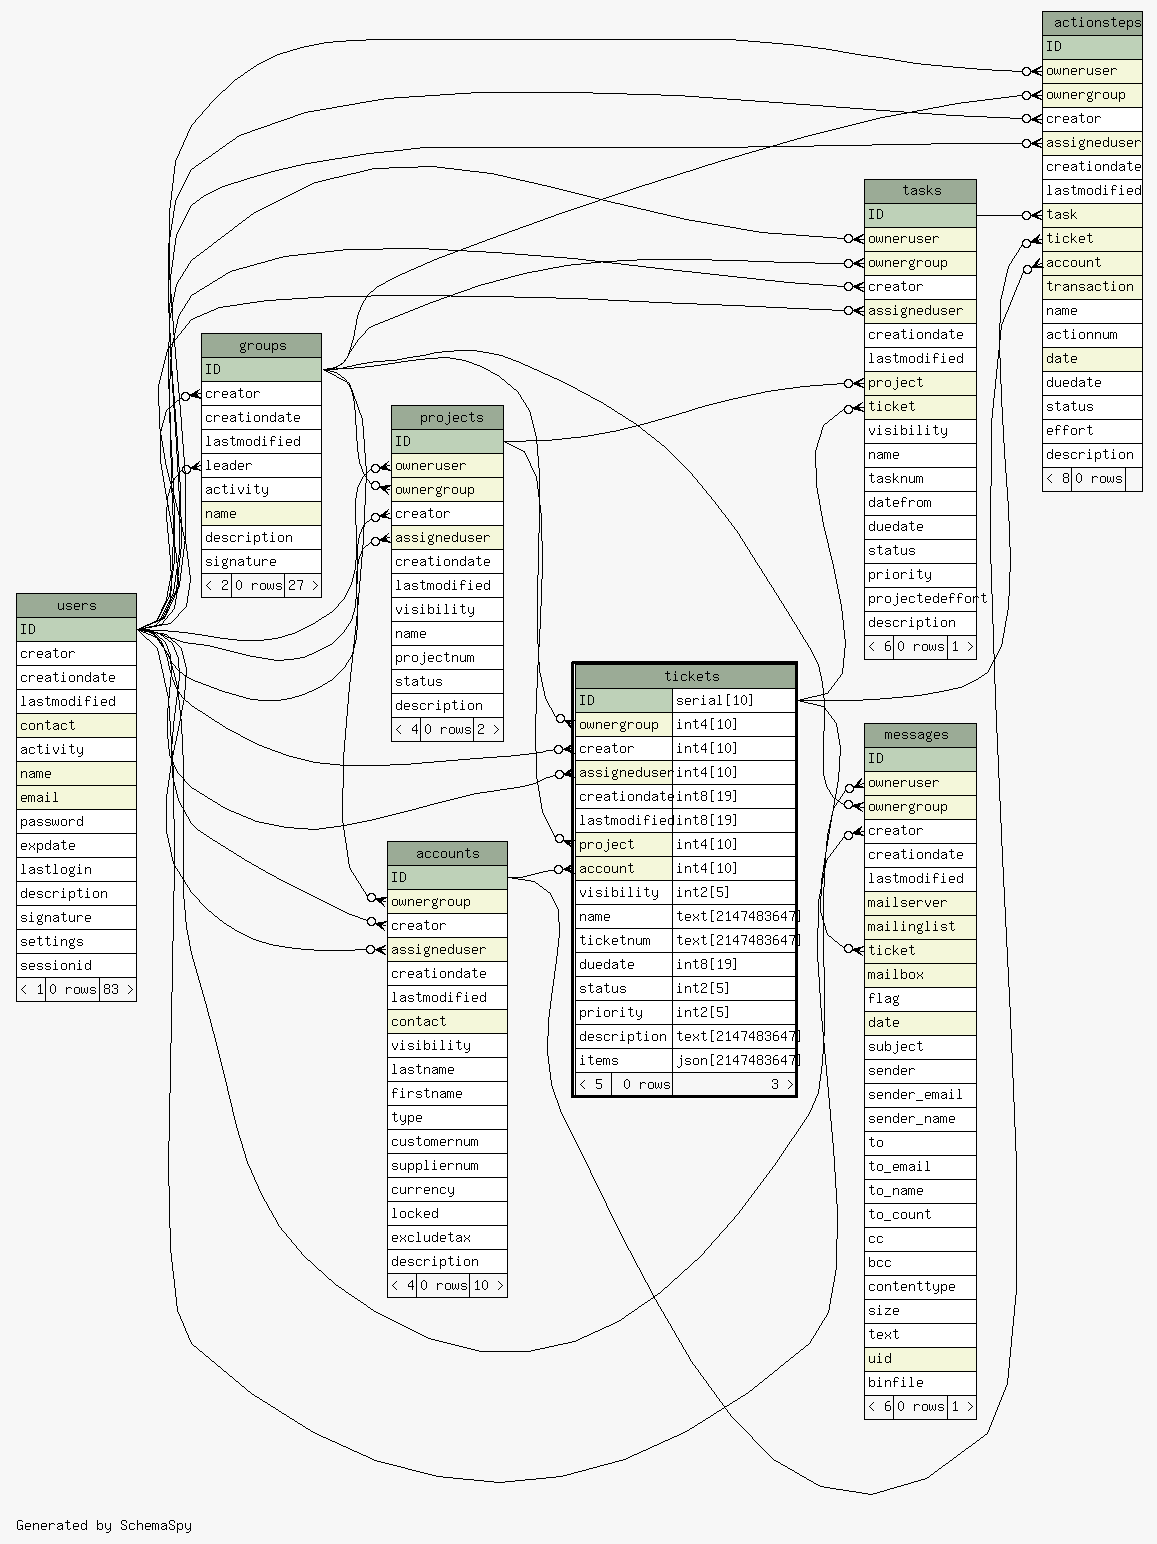 actionsteps
ID
owneruser
ownergroup
creator
assigneduser
creationdate
lastmodified
task
ticket
account
transaction
name
actionnum
date
duedate
status
effort
description
< 8 0 rows
tasks
ID
owneruser
ownergroup
creator
assigneduser
creationdate
lastmodified
project
ticket
visibility
name
tasknum
datefrom
duedate
status
priority
projectedeffort
description
< 6 0 rows 1 >
groups
ID
creator
creationdate
lastmodified
leader
activity
name
description
signature
< 2 0 rows 27 >
projects
ID
owneruser
ownergroup
creator
assigneduser
creationdate
lastmodified
visibility
name
projectnum
status
description
< 4 0 rows 2 >
users
ID
creator
creationdate
lastmodified
contact
activity
name
email
password
expdate
lastlogin
description
signature
settings
sessionid
< 1 0 rows 83 >
tickets
ID serial[10]
ownergroup int4[10]
creator int4[10]
assigneduser int4[10]
creationdate int8[19]
lastmodified int8[19]
project int4[10]
account int4[10]
visibility int2[5]
name text[2147483647]
ticketnum text[2147483647]
duedate int8[19]
status int2[5]
priority int2[5]
description text[2147483647]
items json[2147483647]
< 5 0 rows 3 >
messages
ID
owneruser
ownergroup
creator
creationdate
lastmodified
mailserver
mailinglist
ticket
mailbox
flag
date
subject
sender
sender_email
sender_name
to
to_email
to_name
to_count
cc
bcc
contenttype
size
text
uid
binfile
< 6 0 rows 1 >
accounts
ID
ownergroup
creator
assigneduser
creationdate
lastmodified
contact
visibility
lastname
firstname
type
customernum
suppliernum
currency
locked
excludetax
description
< 4 0 rows 10 >
Generated by SchemaSpy